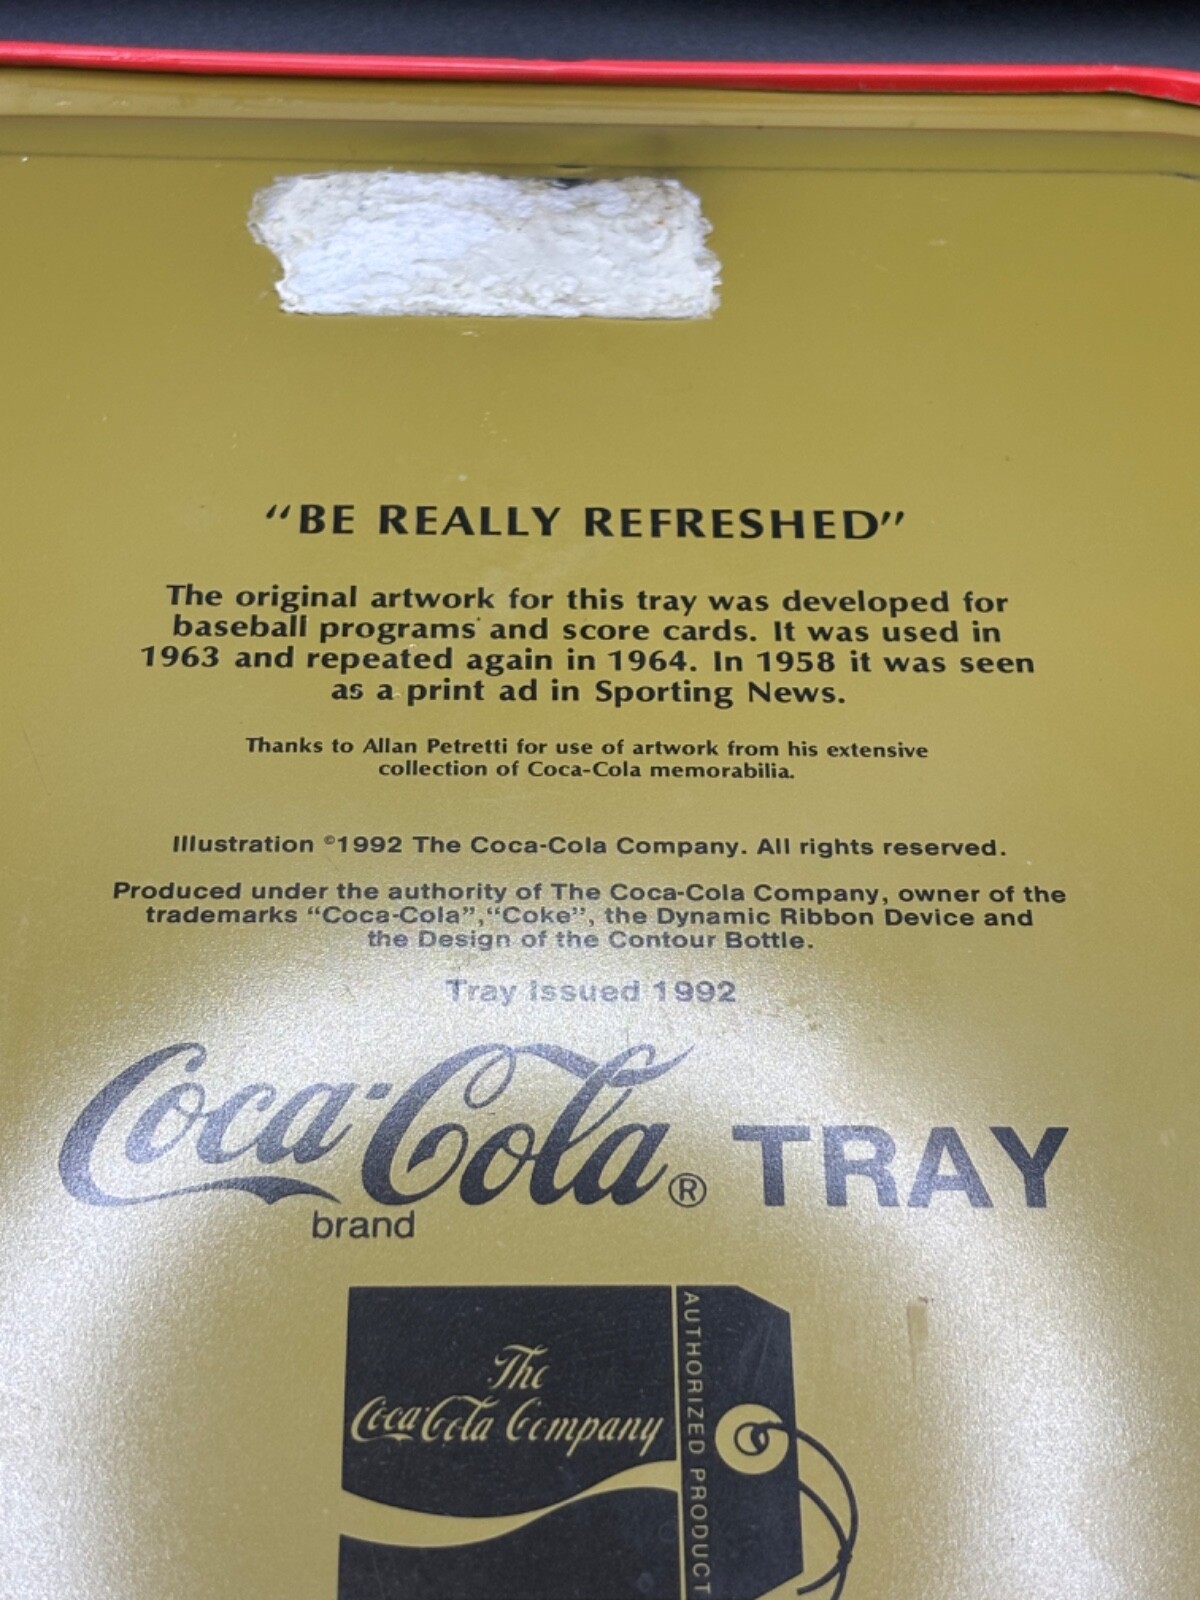 “BE REALLY REFRESHED”
The original artwork for this tray was developed for
baseball programs and score cards. It was used in
1963 and repeated again in 1964. In 1958 it was seen
as a print ad in Sporting News.
Thanks to Allan Petretti for use of artwork from his extensive
collection of Coca-Cola memorabilia.
Illustration ©1992 The Coca-Cola Company. All rights reserved.
Produced under the authority of The Coca-Cola Company, owner of the
trademarks “Coca-Cola”,“Coke”, the Dynamic Ribbon Device and
the Design of the Contour Bottle.
Tray Issued 1992
Coca-Cola® TRAY
brand
The
Coca-Cola Company
AUTHORIZED PRODUCT